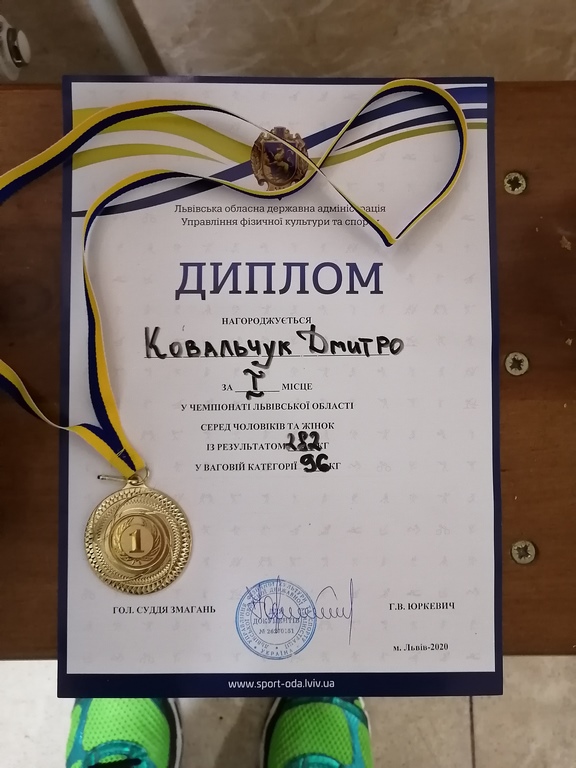 Львівська обласна державна адміністрація
Управління фізичної культури та спорту
ДИПЛОМ
НАГОРОДЖУЄТЬСЯ
Ковальчук Дмитро
ЗА I МІСЦЕ
У ЧЕМПІОНАТІ ЛЬВІВСЬКОЇ ОБЛАСТІ
СЕРЕД ЧОЛОВІКІВ ТА ЖІНОК
ІЗ РЕЗУЛЬТАТОМ 282 КГ
У ВАГОВІЙ КАТЕГОРІЇ 96 КГ
1
ГОЛ. СУДДЯ ЗМАГАНЬ
Г.В. ЮРКЕВИЧ
УКРАЇНА
м. Львів-2020
www.sport-oda.lviv.ua